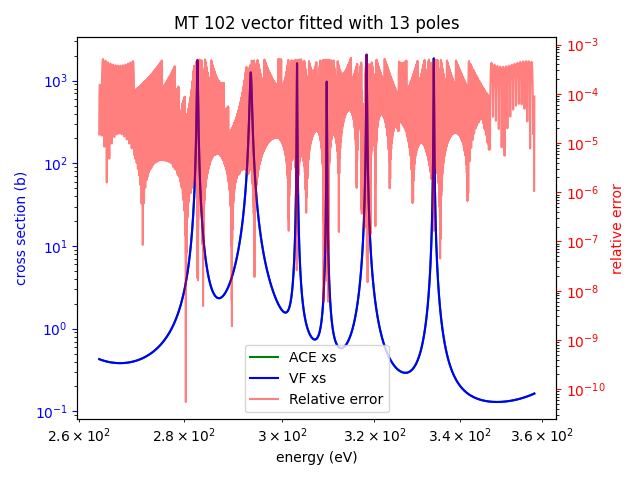 MT 102 vector fitted with 13 poles
cross section (b)
10³
10²
10¹
10⁰
10⁻¹
10⁻³
10⁻⁴
10⁻⁵
10⁻⁶
10⁻⁷
10⁻⁸
10⁻⁹
10⁻¹⁰
relative error
ACE xs
VF xs
Relative error
2.6 × 10² 2.8 × 10² 3 × 10² 3.2 × 10² 3.4 × 10² 3.6 × 10²
energy (eV)